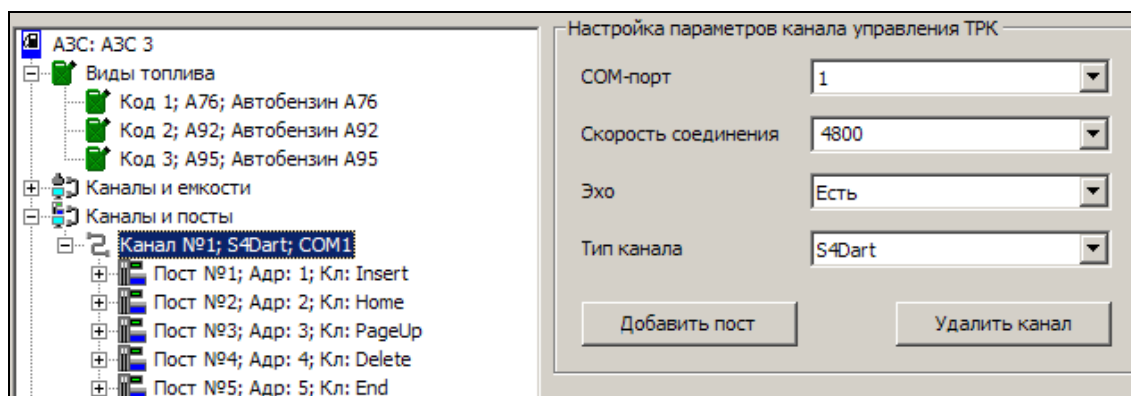 АЗС: АЗС 3
Виды топлива
Код 1; А76; Автобензин А76
Код 2; А92; Автобензин А92
Код 3; А95; Автобензин А95
Каналы и емкости
Каналы и посты
Канал №1; S4Dart; COM1
Пост №1; Адр: 1; Кл: Insert
Пост №2; Адр: 2; Кл: Home
Пост №3; Адр: 3; Кл: PageUp
Пост №4; Адр: 4; Кл: Delete
Пост №5; Адр: 5; Кл: End
Настройка параметров канала управления ТРК
COM-порт
1
Скорость соединения
4800
Эхо
Есть
Тип канала
S4Dart
Добавить пост
Удалить канал